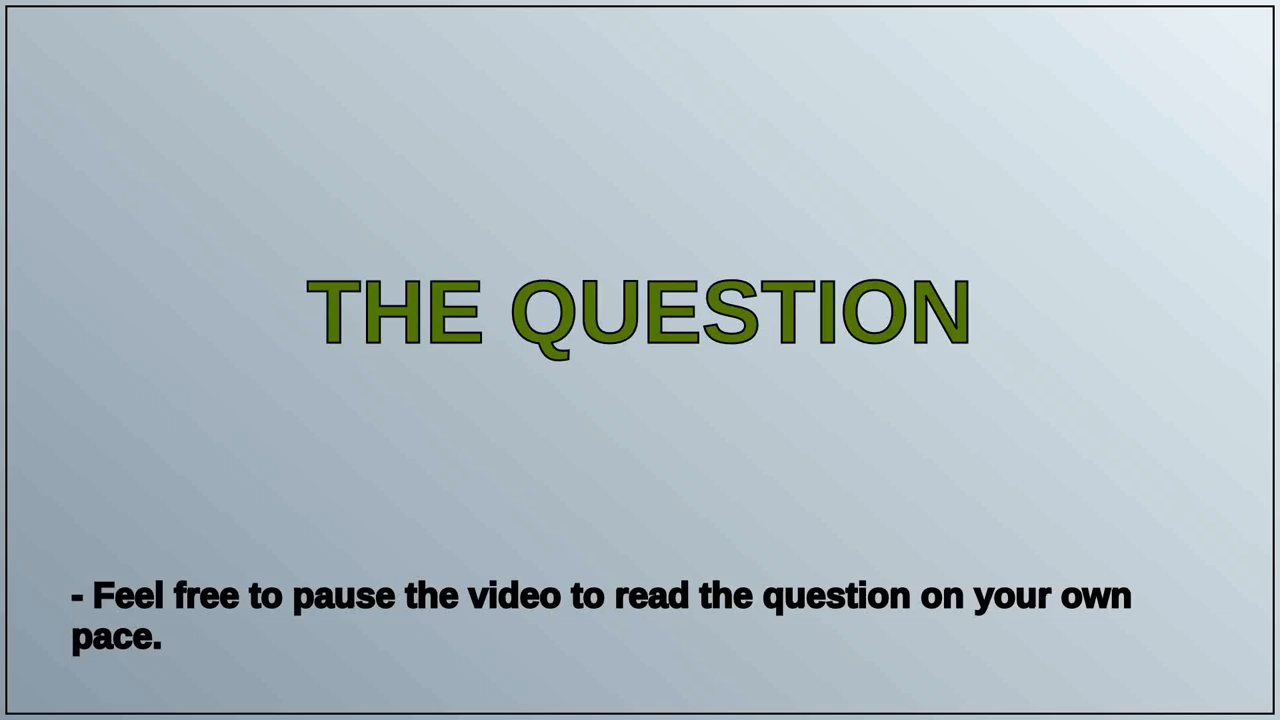 THE QUESTION
- Feel free to pause the video to read the question on your own
pace.